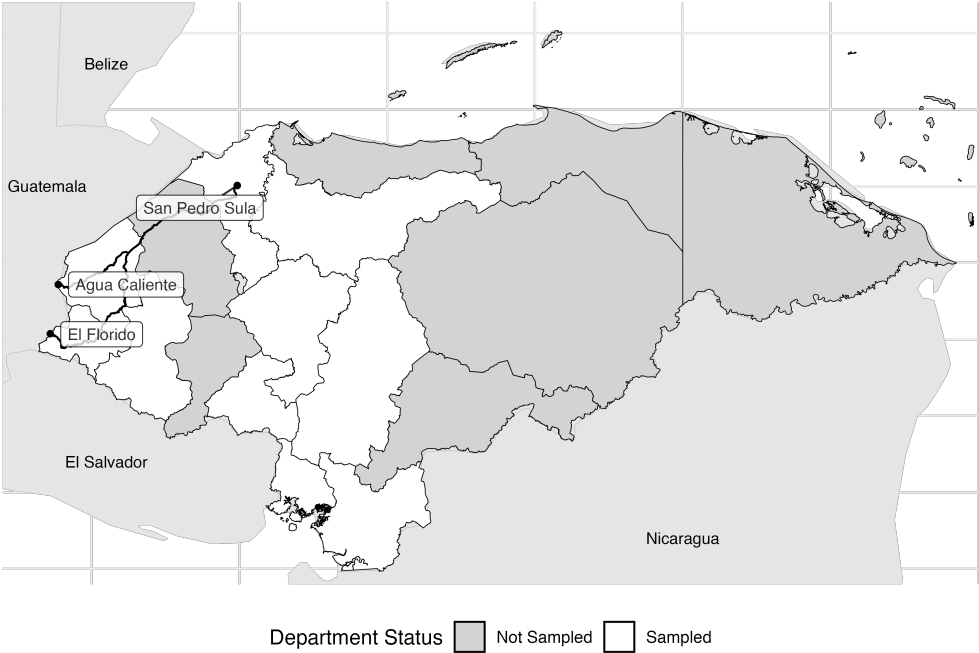 Belize
Guatemala
San Pedro Sula
Agua Caliente
El Florido
El Salvador
Nicaragua
Department Status Not Sampled Sampled